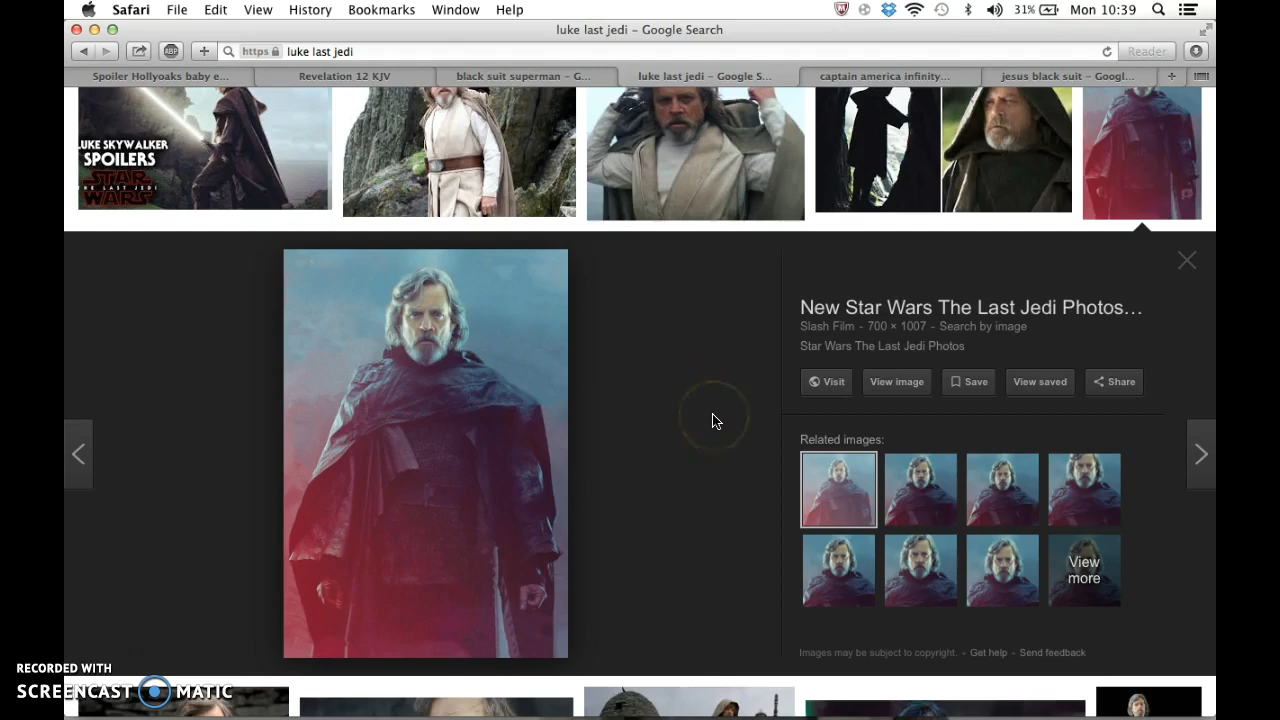 Safari File Edit View History Bookmarks Window Help 31% Mon 10:39
luke last jedi – Google Search
ABP + https luke last jedi Reader
Spoiler Hollyoaks baby e... Revelation 12 KJV black suit superman – G... luke last jedi – Google S... captain america infinity... jesus black suit – Googl... +
LUKE SKYWALKER
SPOILERS
STAR
THE LAST JEDI
WARS
New Star Wars The Last Jedi Photos…
Slash Film - 700 × 1007 - Search by image
Star Wars The Last Jedi Photos
Visit View image Save View saved Share
Related images:
View
more
Images may be subject to copyright. - Get help - Send feedback
RECORDED WITH
SCREENCAST MATIC